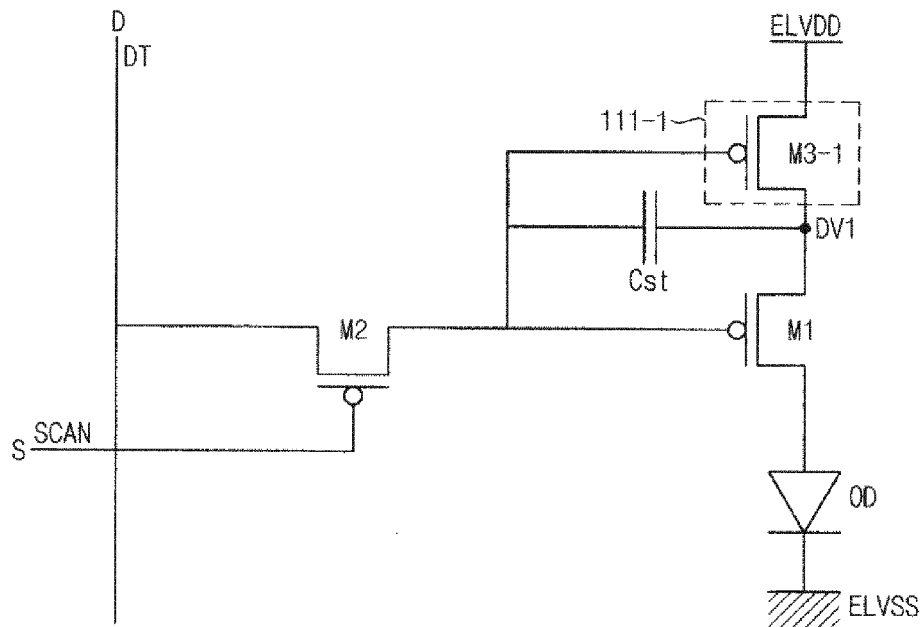 D
DT
ELVDD
111-1
M3-1
DV1
Cst
M2
M1
S
SCAN
OD
ELVSS